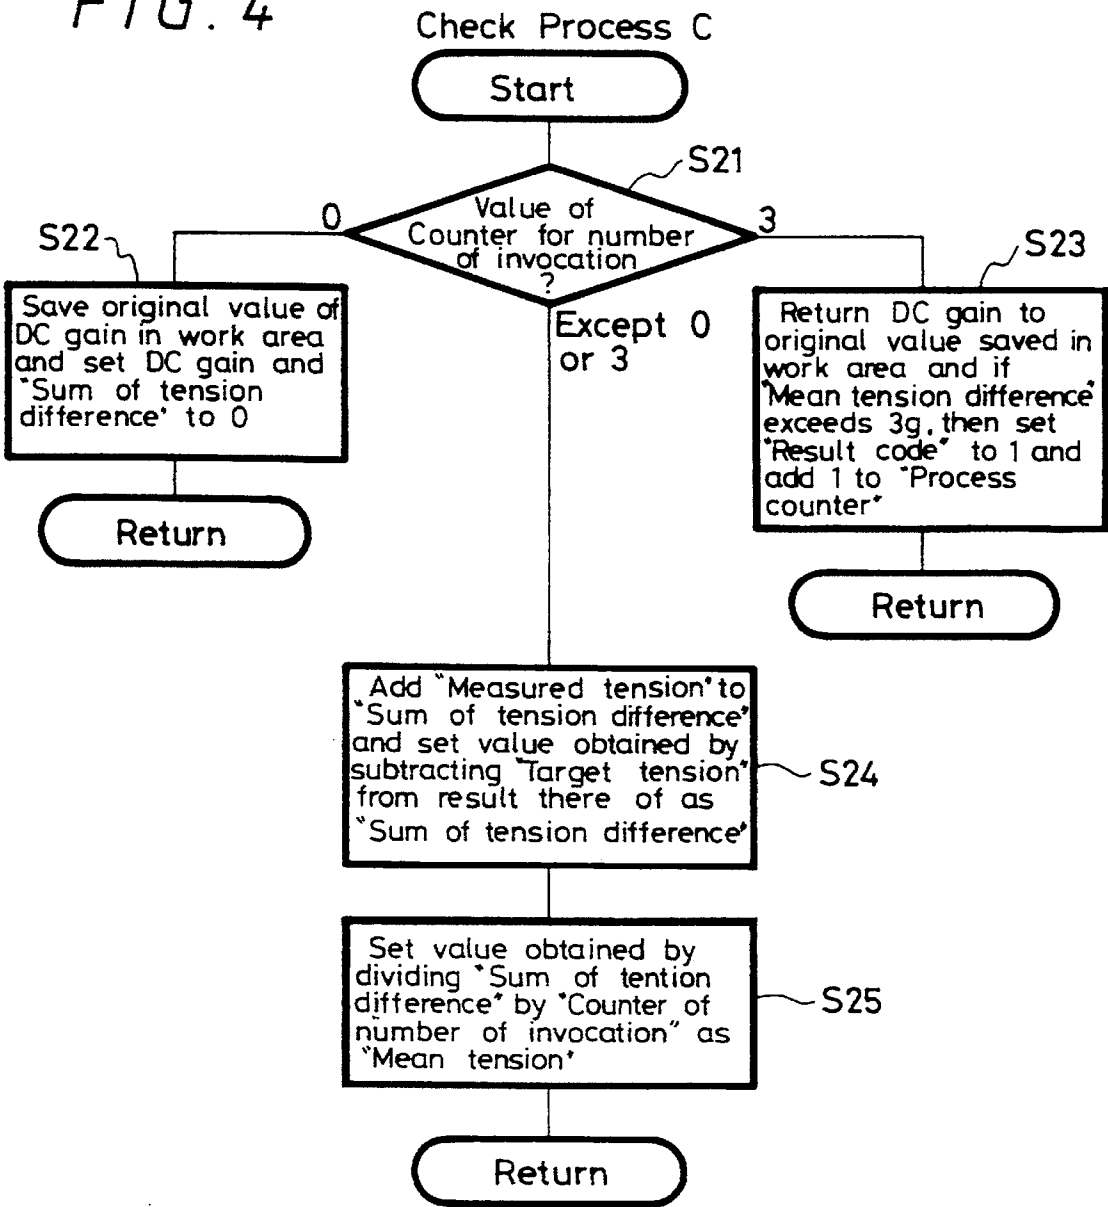 FIG. 4
Check Process C
Start
S21
Value of
Counter for number
of invocation
?
0
3
Except 0
or 3
S22
Save original value of
DC gain in work area
and set DC gain and
"Sum of tension
difference" to 0
Return
S23
Return DC gain to
original value saved in
work area and if
"Mean tension difference"
exceeds 3g, then set
"Result code" to 1 and
add 1 to "Process
counter"
Return
Add "Measured tension" to
"Sum of tension difference"
and set value obtained by
subtracting "Target tension"
from result there of as
"Sum of tension difference"
S24
Set value obtained by
dividing "Sum of tention
difference" by "Counter of
number of invocation" as
"Mean tension"
S25
Return